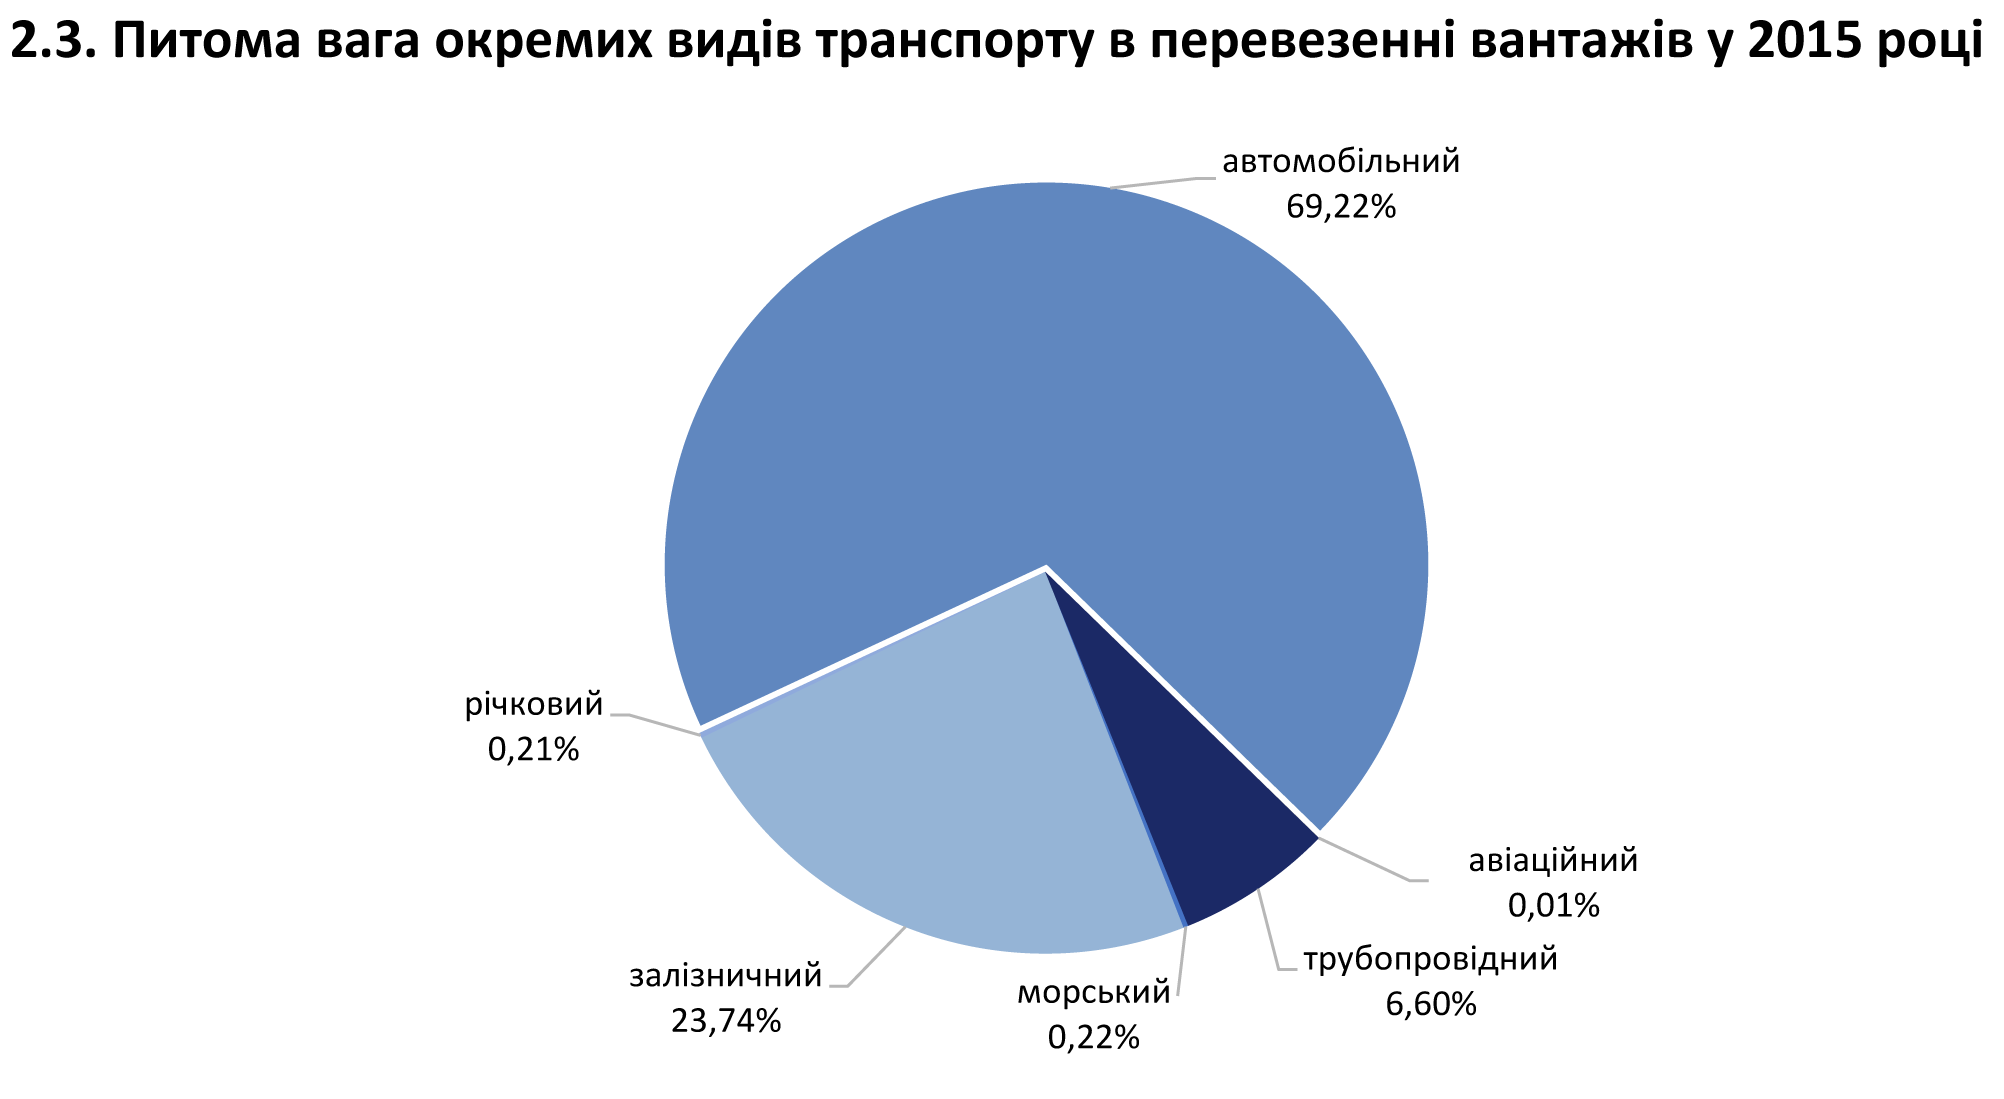 2.3. Питома вага окремих видів транспорту в перевезенні вантажів у 2015 році
автомобільний
69,22%
річковий
0,21%
авіаційний
0,01%
трубопровідний
6,60%
залізничний
23,74%
морський
0,22%